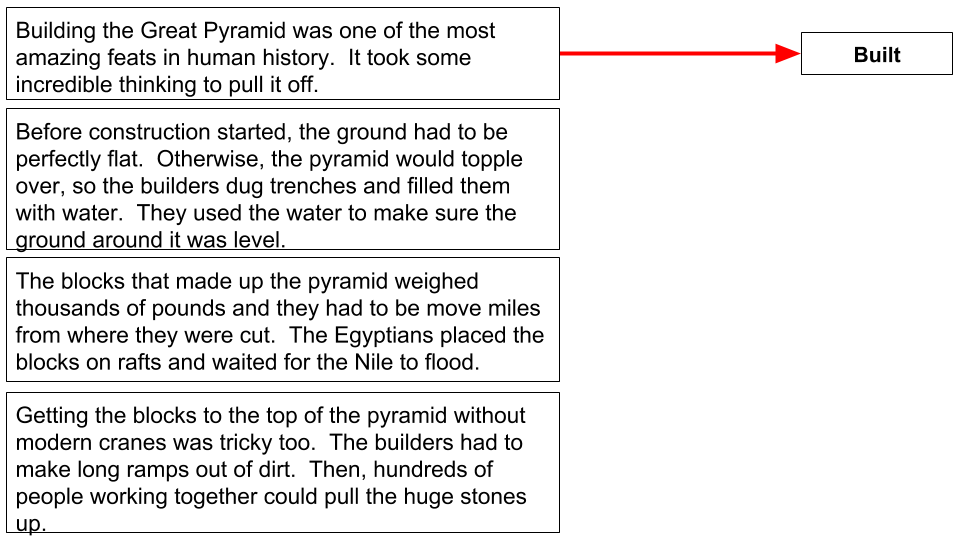 Building the Great Pyramid was one of the most
amazing feats in human history.  It took some
incredible thinking to pull it off.
Built
Before construction started, the ground had to be
perfectly flat.  Otherwise, the pyramid would topple
over, so the builders dug trenches and filled them
with water.  They used the water to make sure the
ground around it was level.
The blocks that made up the pyramid weighed
thousands of pounds and they had to be move miles
from where they were cut.  The Egyptians placed the
blocks on rafts and waited for the Nile to flood.
Getting the blocks to the top of the pyramid without
modern cranes was tricky too.  The builders had to
make long ramps out of dirt.  Then, hundreds of
people working together could pull the huge stones
up.